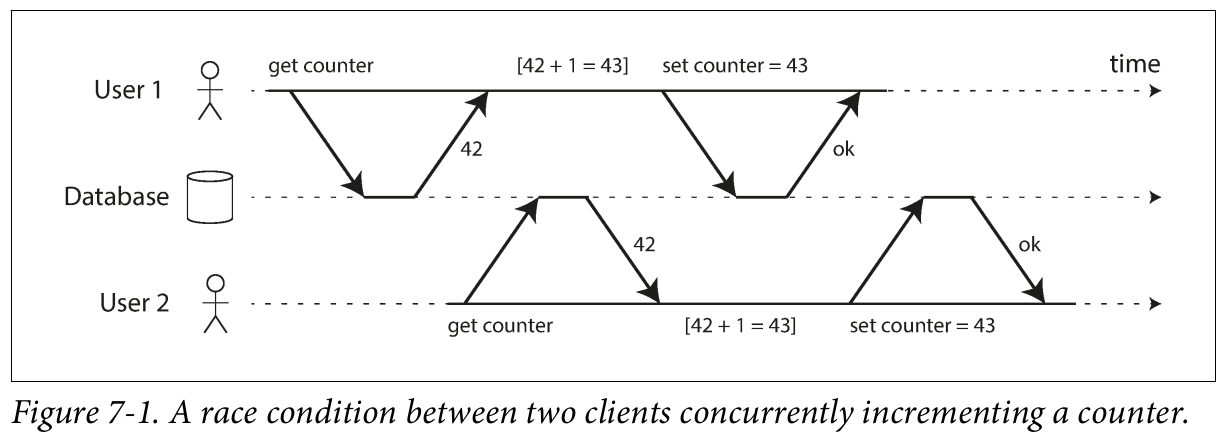 get counter [42 + 1 = 43] set counter = 43 time
User 1
42 ok
Database
42 ok
User 2
get counter [42 + 1 = 43] set counter = 43
Figure 7-1. A race condition between two clients concurrently incrementing a counter.